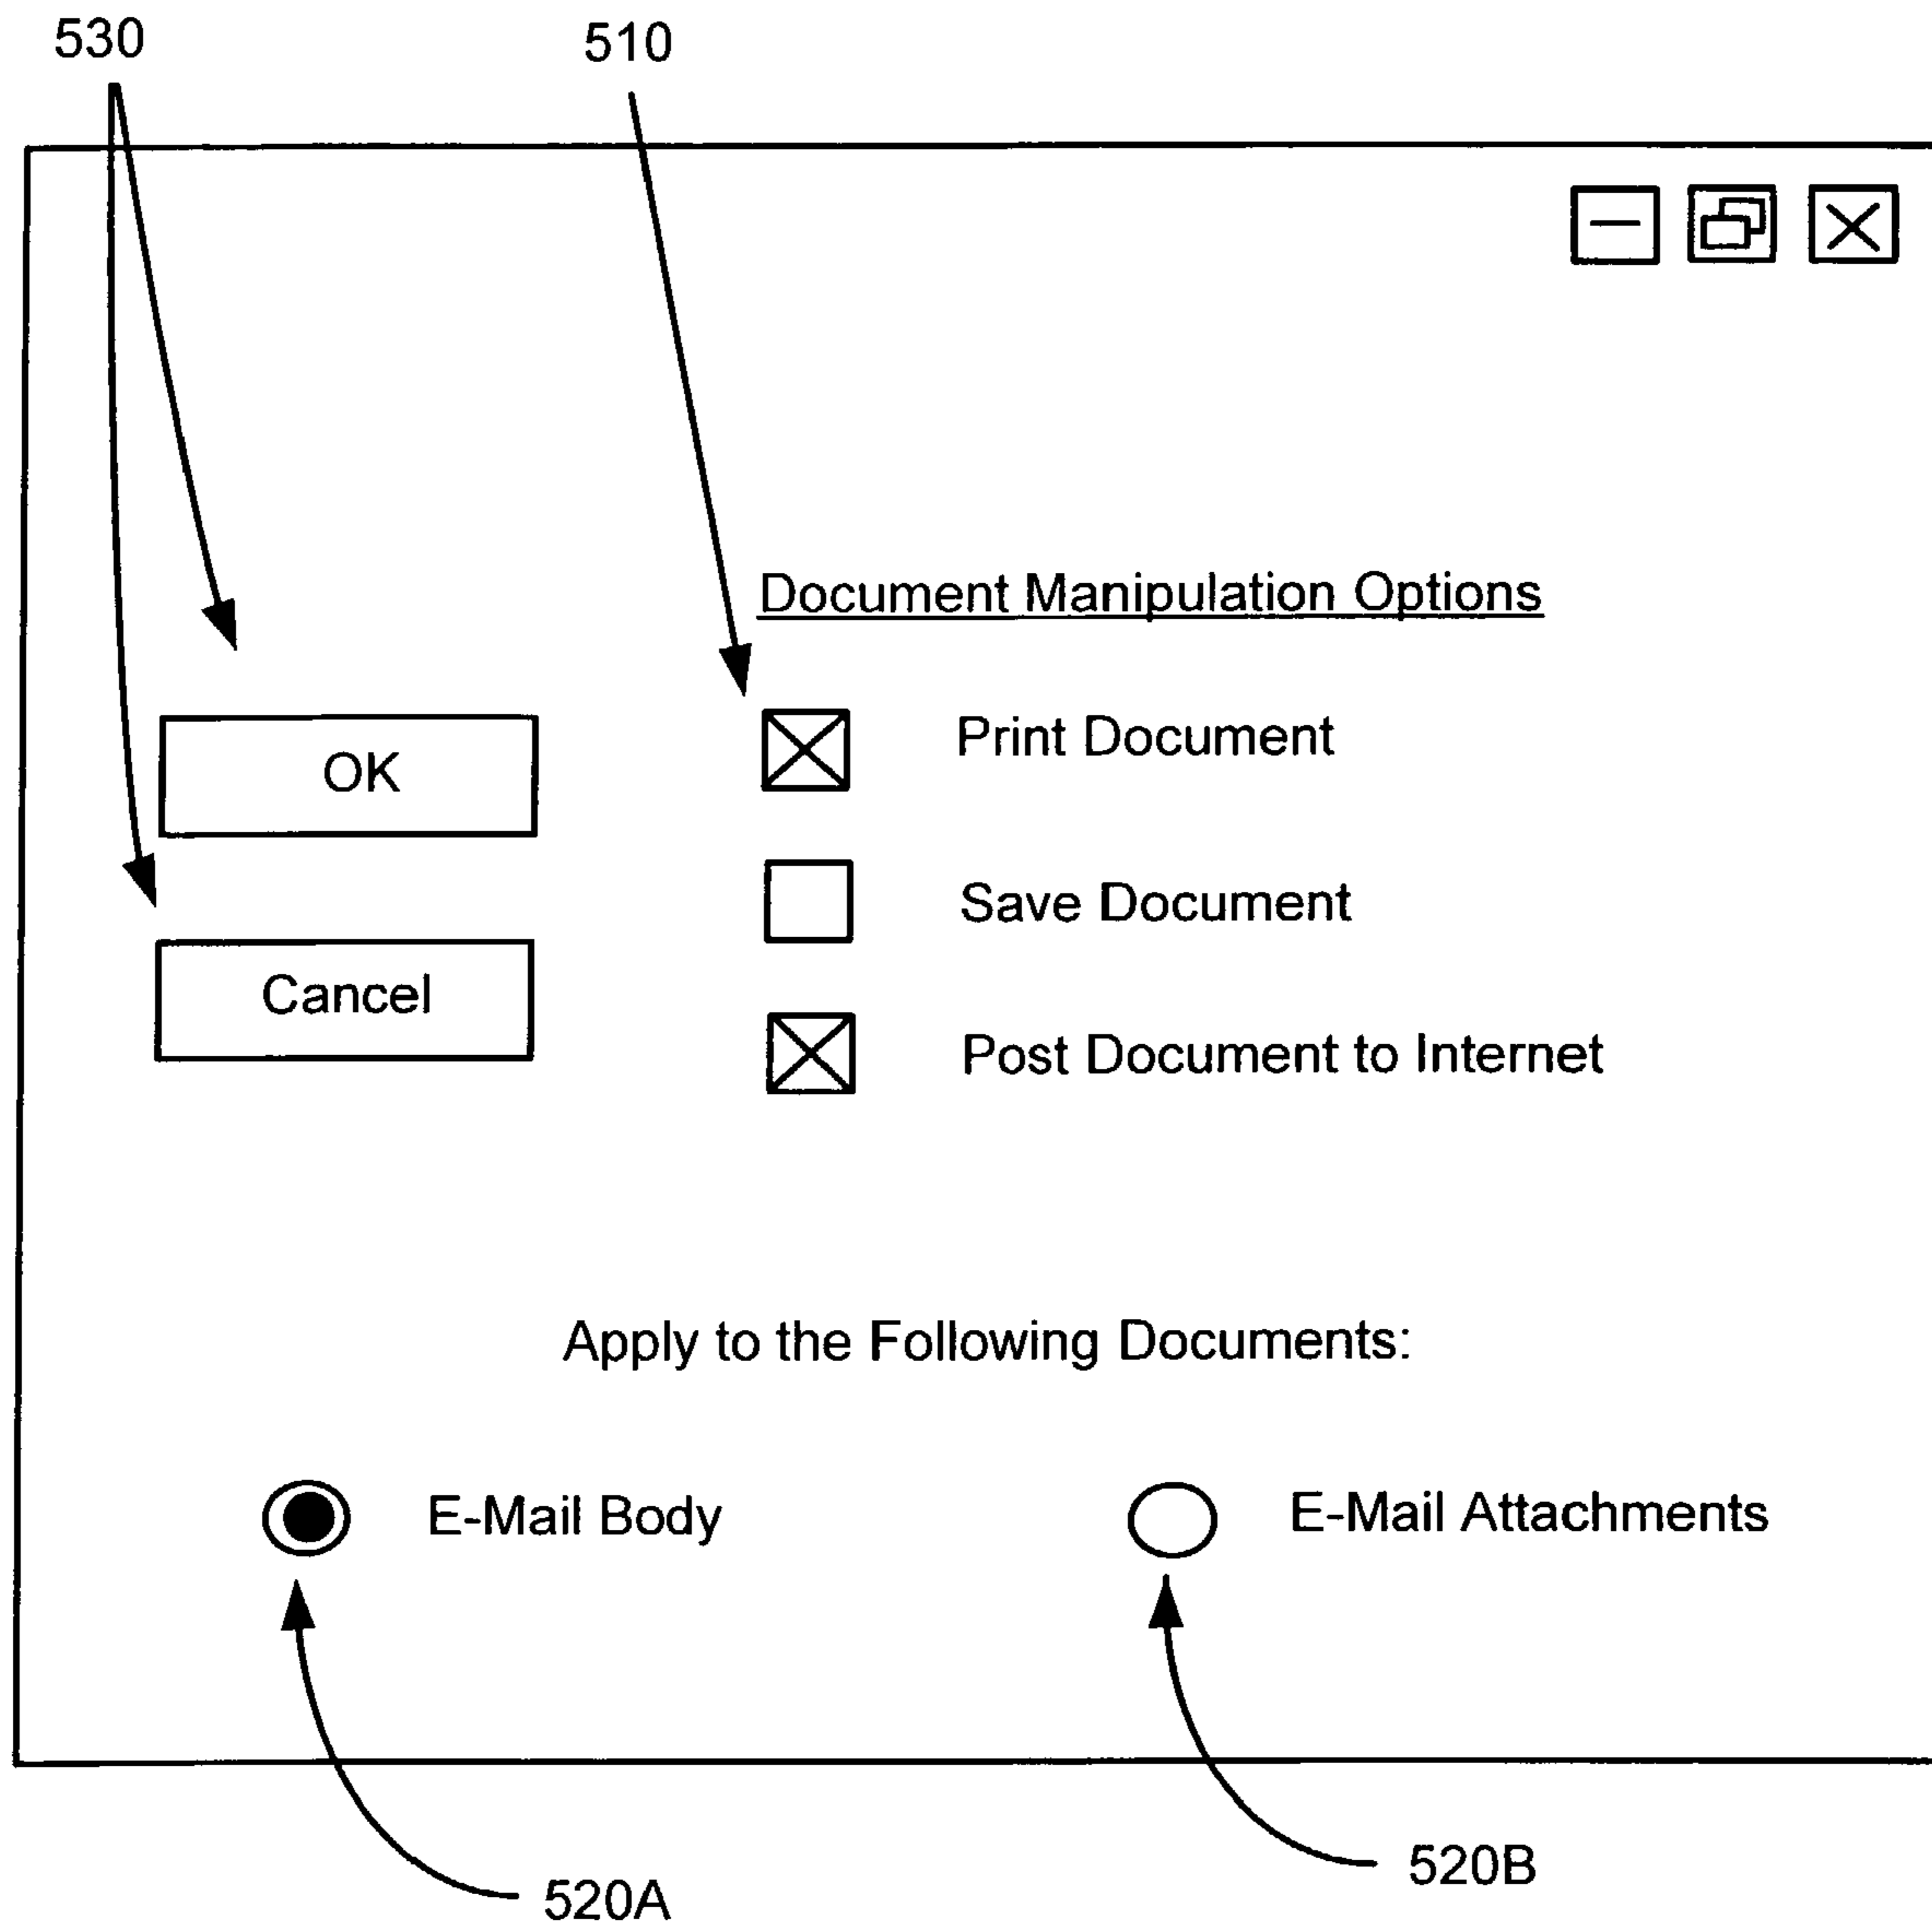 530
510
Document Manipulation Options
OK
Print Document
Save Document
Cancel
Post Document to Internet
Apply to the Following Documents:
E-Mail Body
E-Mail Attachments
520A
520B